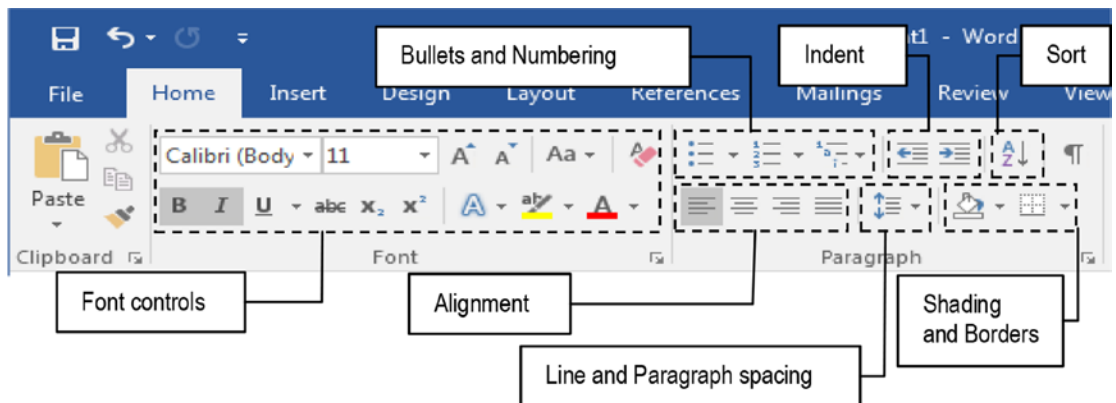 Bullets and Numbering
Indent
Sort
t1 - Word
File Home Insert Design Layout References Mailings Review View
Calibri (Body 11 A A Aa
Paste
B I U abc x₂ x² A ab A
A
Z
¶
Clipboard Font Paragraph
Font controls
Alignment
Shading
and Borders
Line and Paragraph spacing